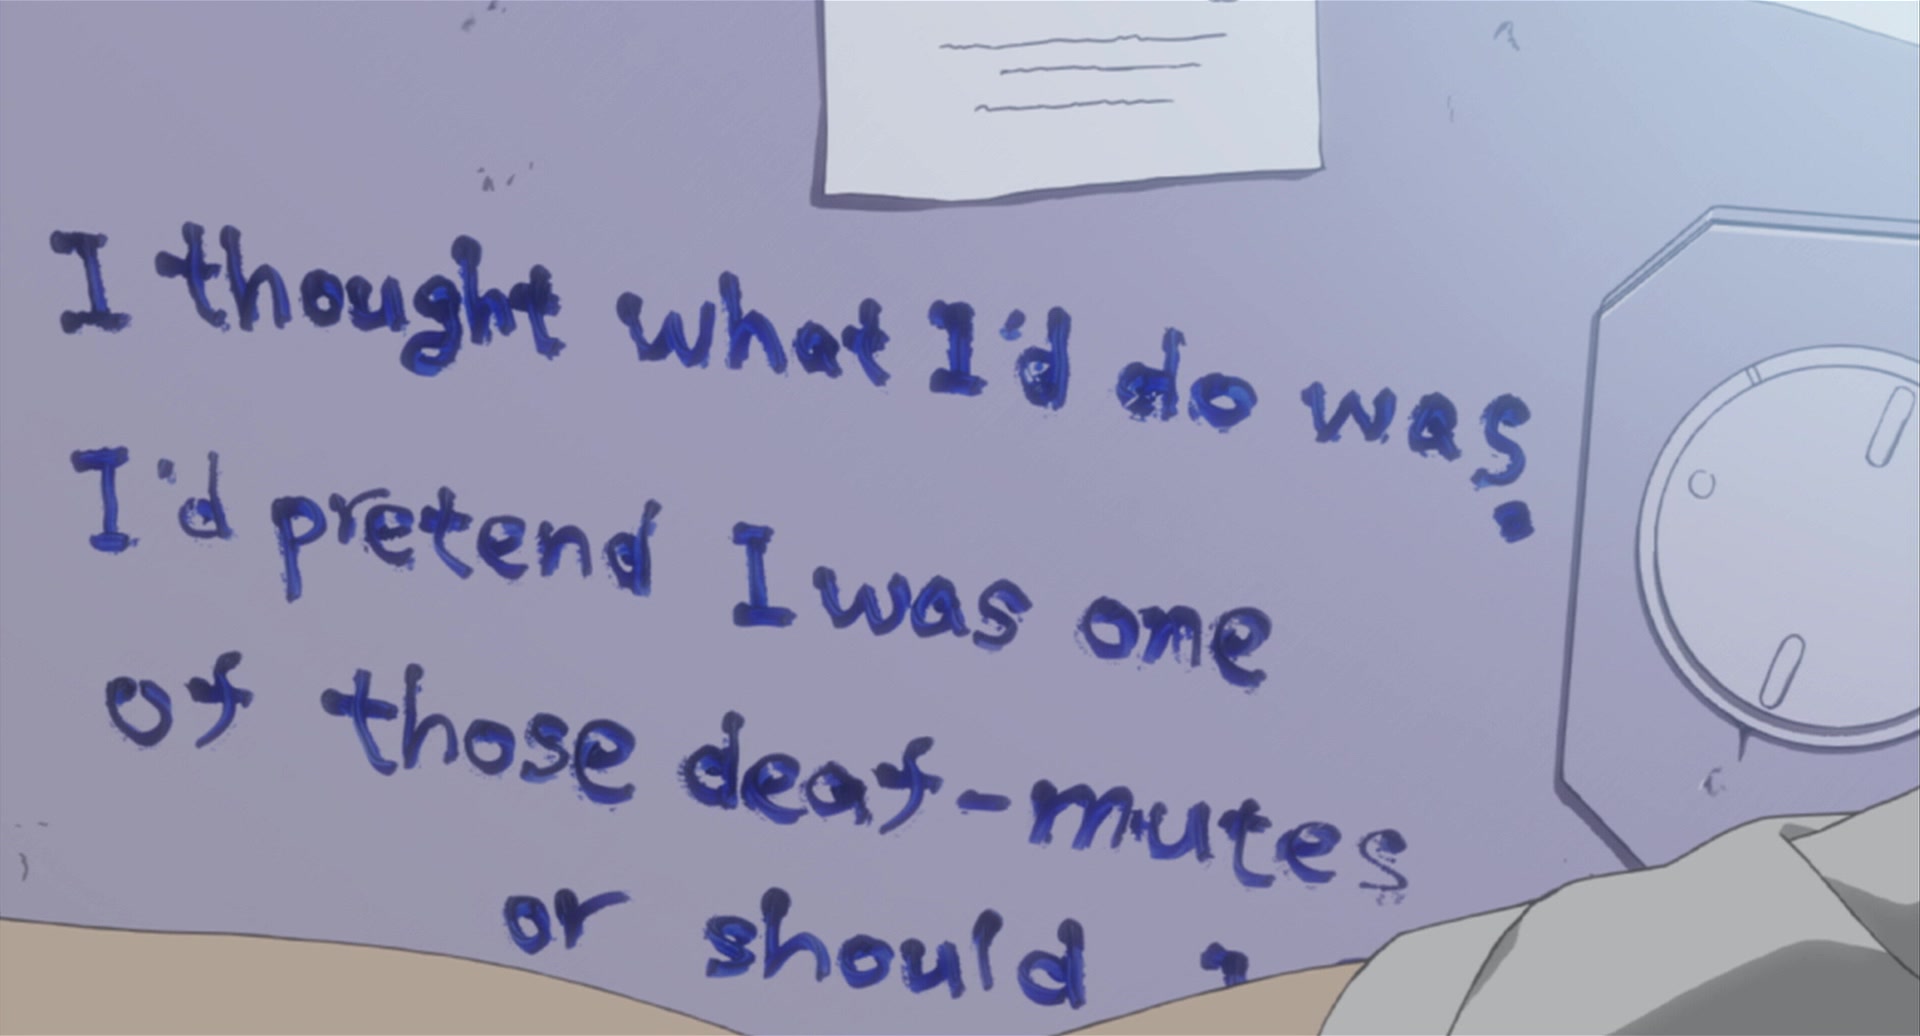 I thought what I'd do was.
I'd pretend I was one
of those deaf-mutes
or should